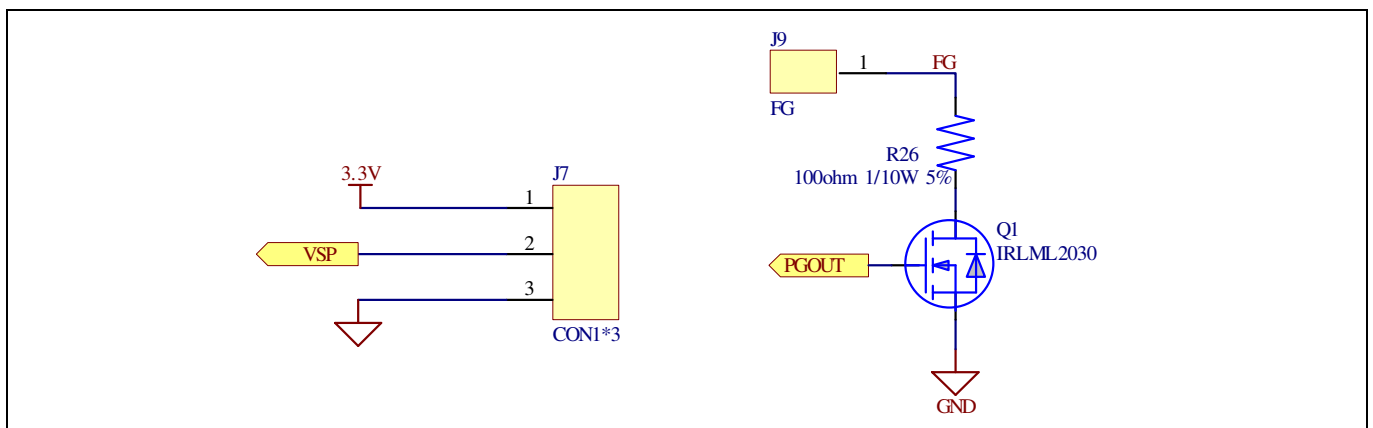 J9
1
FG
FG
R26
100ohm 1/10W 5%
3.3V
J7
1
VSP
2
3
CON1*3
Q1
IRLML2030
PGOUT
GND